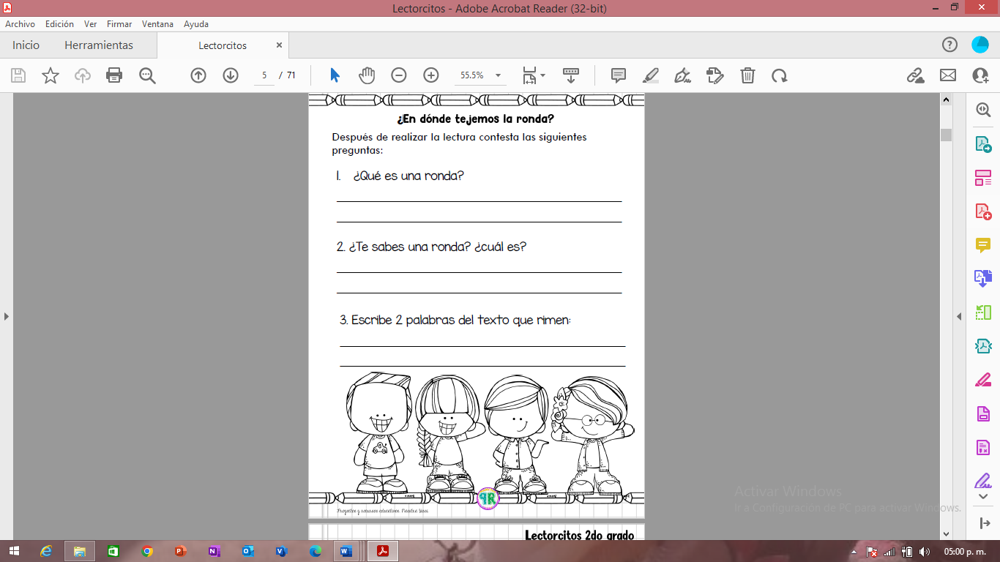 Lectorcitos - Adobe Acrobat Reader (32-bit)
Archivo Edición Ver Firmar Ventana Ayuda
Inicio Herramientas Lectorcitos
5 / 71 55.5%
¿En dónde tejemos la ronda?
Después de realizar la lectura contesta las siguientes
preguntas:
1. ¿Qué es una ronda?
2. ¿Te sabes una ronda? ¿cuál es?
3. Escribe 2 palabras del texto que rimen:
Proyectos y recursos educativos. Maestra
Lectorcitos 2do grado
Activar Windows
Ir a Configuración de PC para activar Windows.
05:00 p. m.